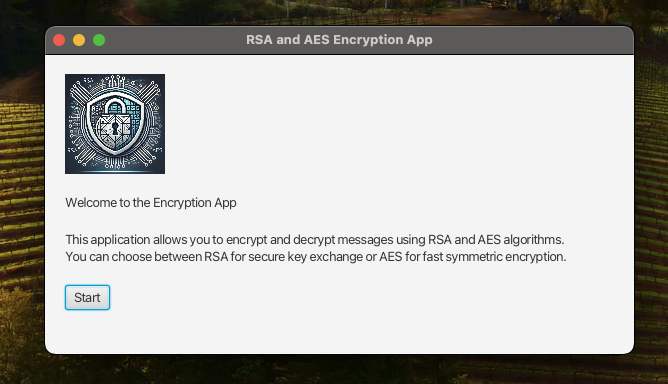 RSA and AES Encryption App
Welcome to the Encryption App
This application allows you to encrypt and decrypt messages using RSA and AES algorithms.
You can choose between RSA for secure key exchange or AES for fast symmetric encryption.
Start